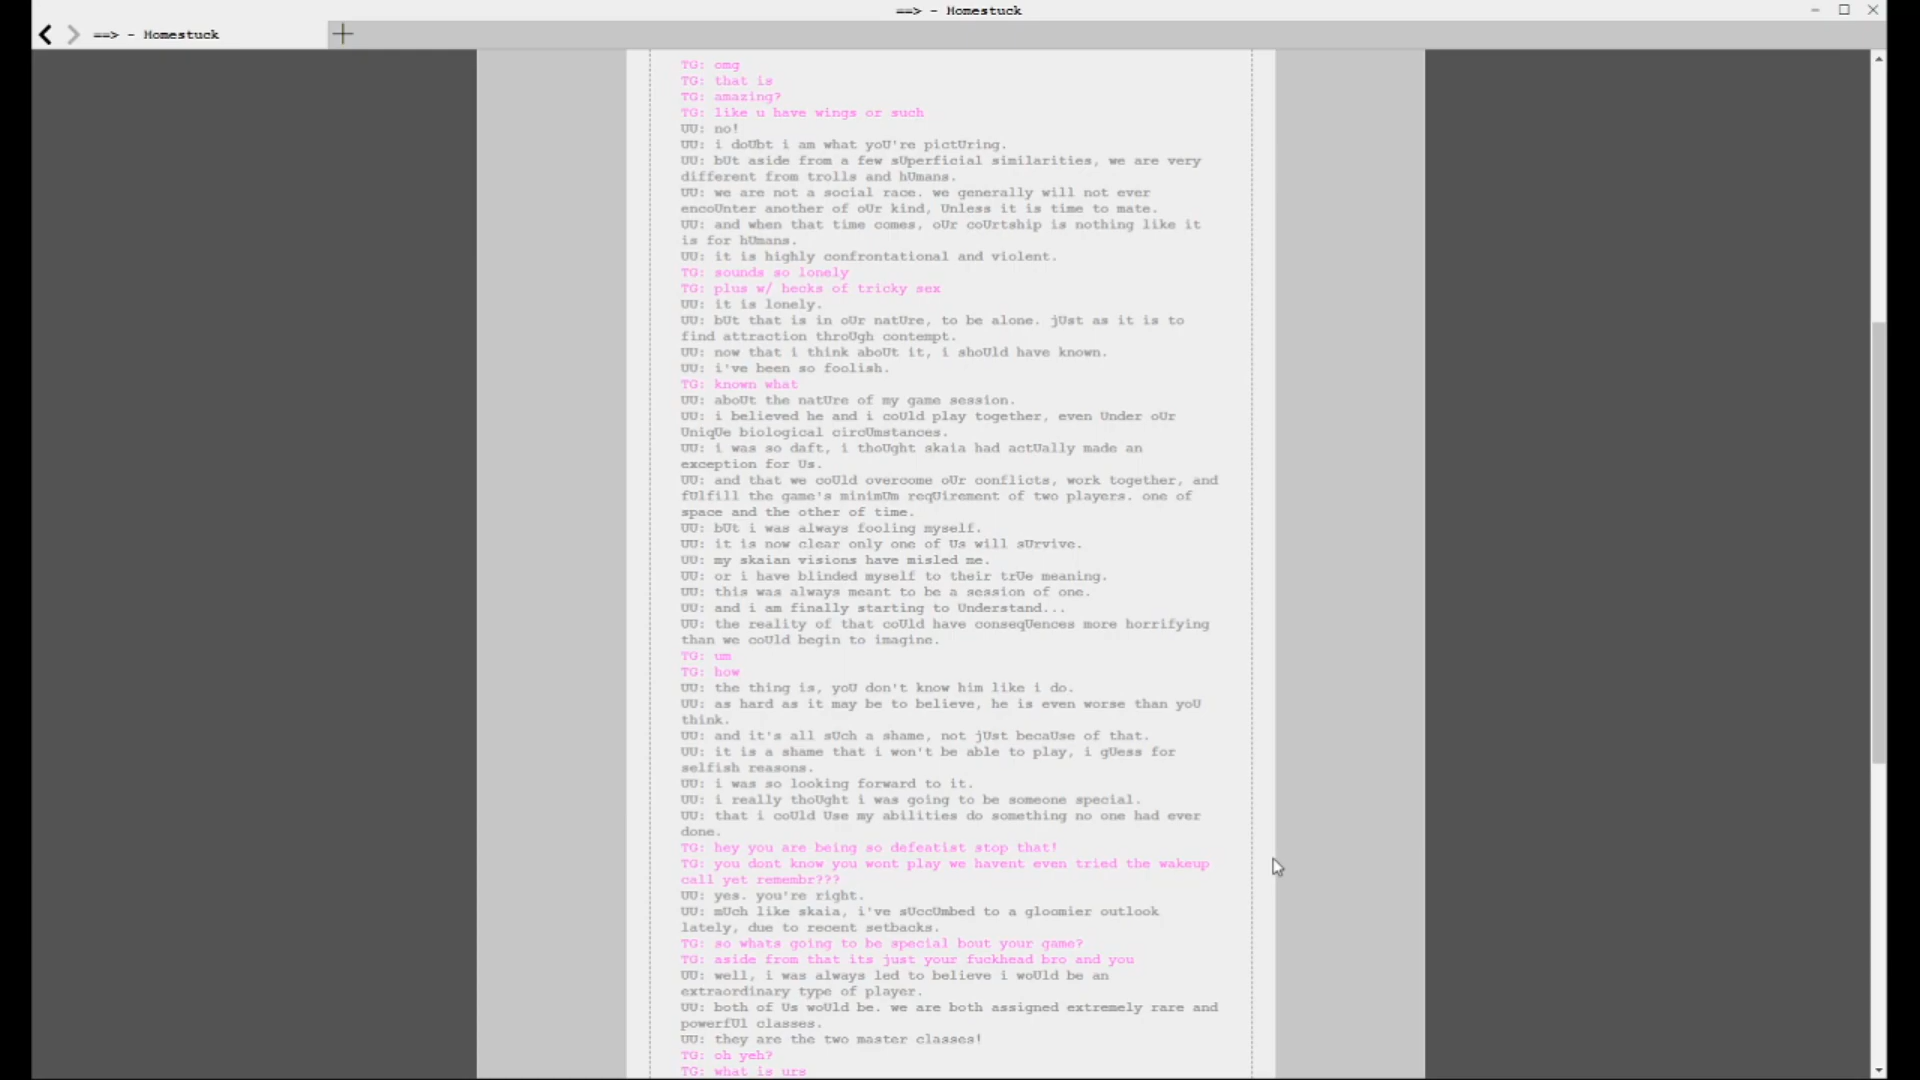 ==> - Homestuck
==> - Homestuck
TG: omg
TG: that is
TG: amazing?
TG: like u have wings or such
UU: no!
UU: i doUbt i am what yoU're pictUring.
UU: bUt aside from a few sUperficial similarities, we are very
different from trolls and hUmans.
UU: we are not a social race. we generally will not ever
encoUnter another of oUr kind, Unless it is time to mate.
UU: and when that time comes, oUr coUrtship is nothing like it
is for hUmans.
UU: it is highly confrontational and violent.
TG: sounds so lonely
TG: plus w/ hecks of tricky sex
UU: it is lonely.
UU: bUt that is in oUr natUre, to be alone. jUst as it is to
find attraction throUgh contempt.
UU: now that i think aboUt it, i shoUld have known.
UU: i've been so foolish.
TG: known what
UU: aboUt the natUre of my game session.
UU: i believed he and i coUld play together, even Under oUr
UniqUe biological circUmstances.
UU: i was so daft, i thoUght skaia had actUally made an
exception for Us.
UU: and that we coUld overcome oUr conflicts, work together, and
fUlfill the game's minimUm reqUirement of two players. one of
space and the other of time.
UU: bUt i was always fooling myself.
UU: it is now clear only one of Us will sUrvive.
UU: my skaian visions have misled me.
UU: or i have blinded myself to their trUe meaning.
UU: this was always meant to be a session of one.
UU: and i am finally starting to Understand...
UU: the reality of that coUld have conseqUences more horrifying
than we coUld begin to imagine.
TG: um
TG: how
UU: the thing is, yoU don't know him like i do.
UU: as hard as it may be to believe, he is even worse than yoU
think.
UU: and it's all sUch a shame, not jUst becaUse of that.
UU: it is a shame that i won't be able to play, i gUess for
selfish reasons.
UU: i was so looking forward to it.
UU: i really thoUght i was going to be someone special.
UU: that i coUld Use my abilities do something no one had ever
done.
TG: hey you are being so defeatist stop that!
TG: you dont know you wont play we havent even tried the wakeup
call yet remembr???
UU: yes. you're right.
UU: mUch like skaia, i've sUccUmbed to a gloomier outlook
lately, due to recent setbacks.
TG: so whats going to be special bout your game?
TG: aside from that its just your fuckhead bro and you
UU: well, i was always led to believe i woUld be an
extraordinary type of player.
UU: both of Us woUld be. we are both assigned extremely rare and
powerfUl classes.
UU: they are the two master classes!
TG: oh yeh?
TG: what is urs